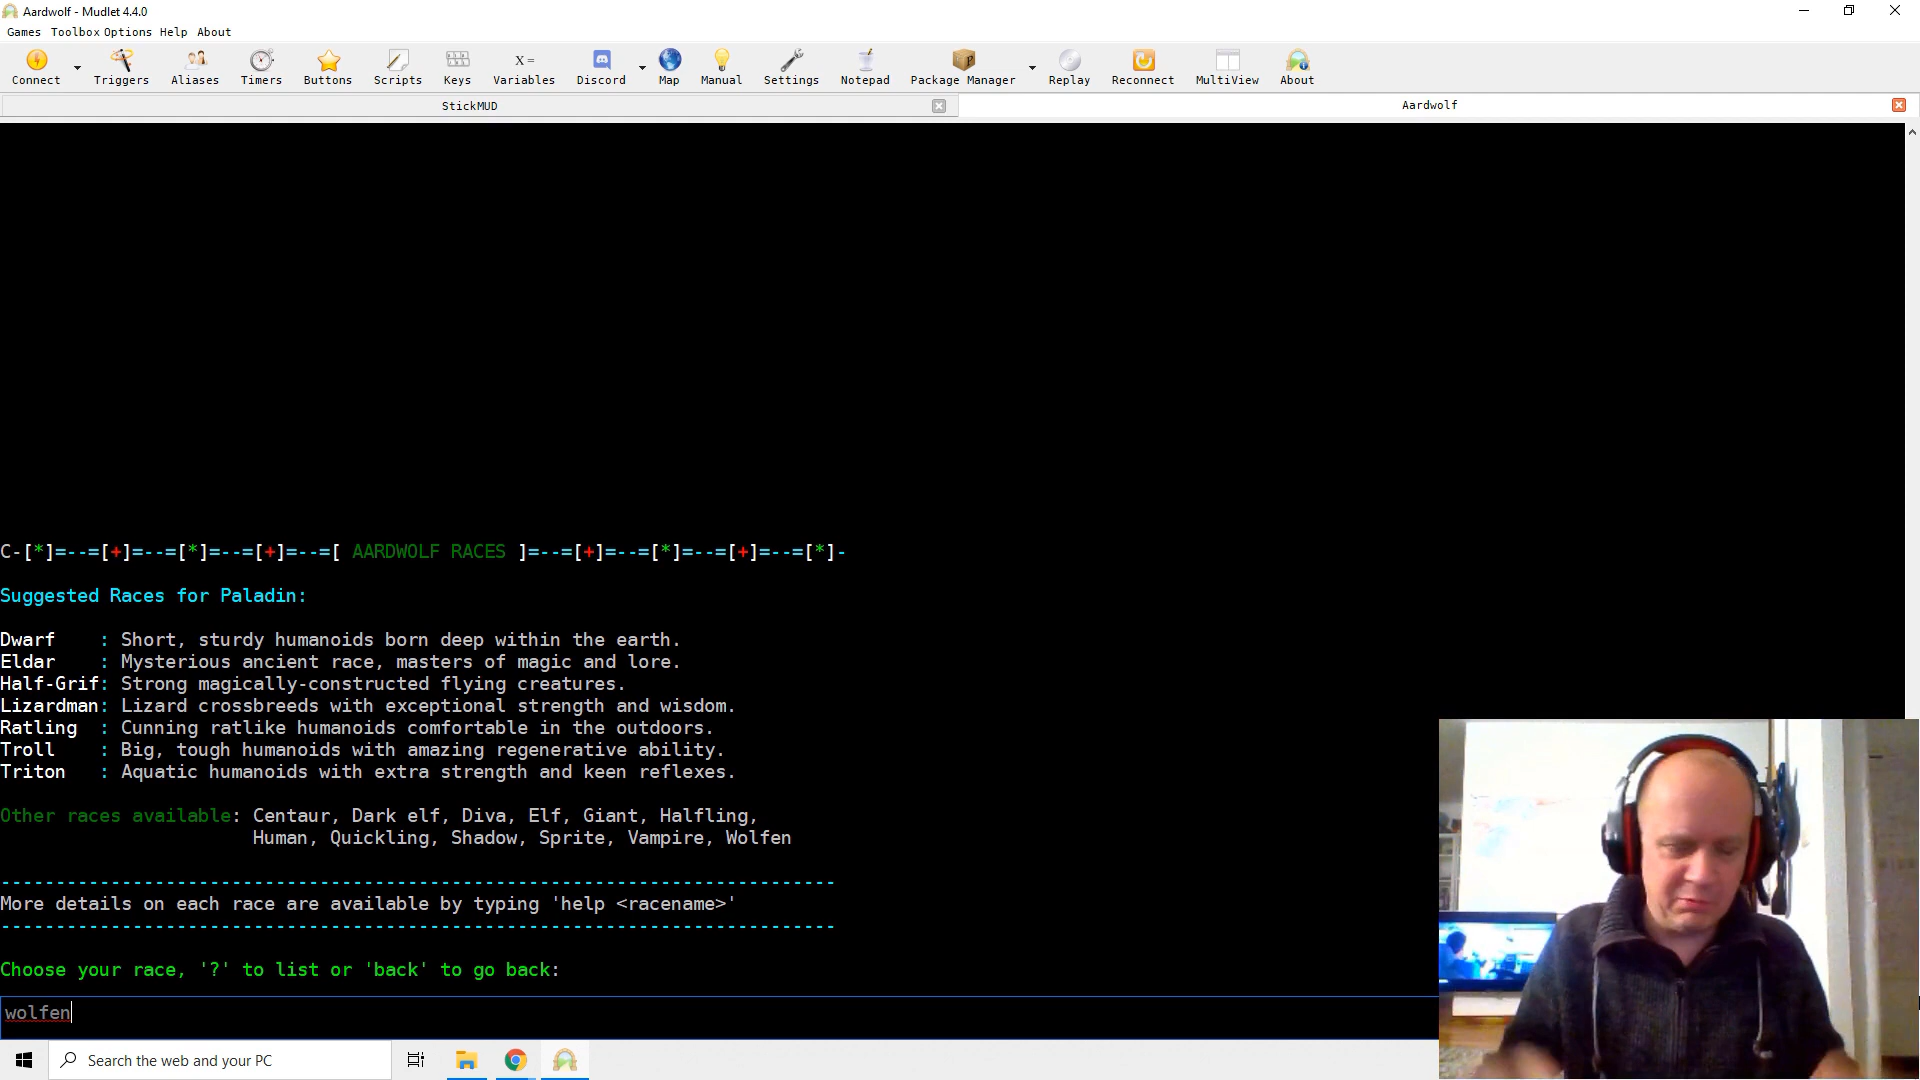 Aardwolf - Mudlet 4.4.0
Games Toolbox Options Help About
Connect Triggers Aliases Timers Buttons Scripts Keys Variables Discord Map Manual Settings Notepad Package Manager Replay Reconnect MultiView About
StickMUD Aardwolf
C-[*]=--=[+]=--=[*]=--=[+]=--=[ AARDWOLF RACES ]=--=[+]=--=[*]=--=[+]=--=[*]-
Suggested Races for Paladin:
Dwarf : Short, sturdy humanoids born deep within the earth.
Eldar : Mysterious ancient race, masters of magic and lore.
Half-Grif: Strong magically-constructed flying creatures.
Lizardman: Lizard crossbreeds with exceptional strength and wisdom.
Ratling : Cunning ratlike humanoids comfortable in the outdoors.
Troll : Big, tough humanoids with amazing regenerative ability.
Triton : Aquatic humanoids with extra strength and keen reflexes.
Other races available: Centaur, Dark elf, Diva, Elf, Giant, Halfling,
Human, Quickling, Shadow, Sprite, Vampire, Wolfen
----------------------------------------------------------------------------
More details on each race are available by typing 'help <racename>'
----------------------------------------------------------------------------
Choose your race, '?' to list or 'back' to go back:
wolfen
Search the web and your PC